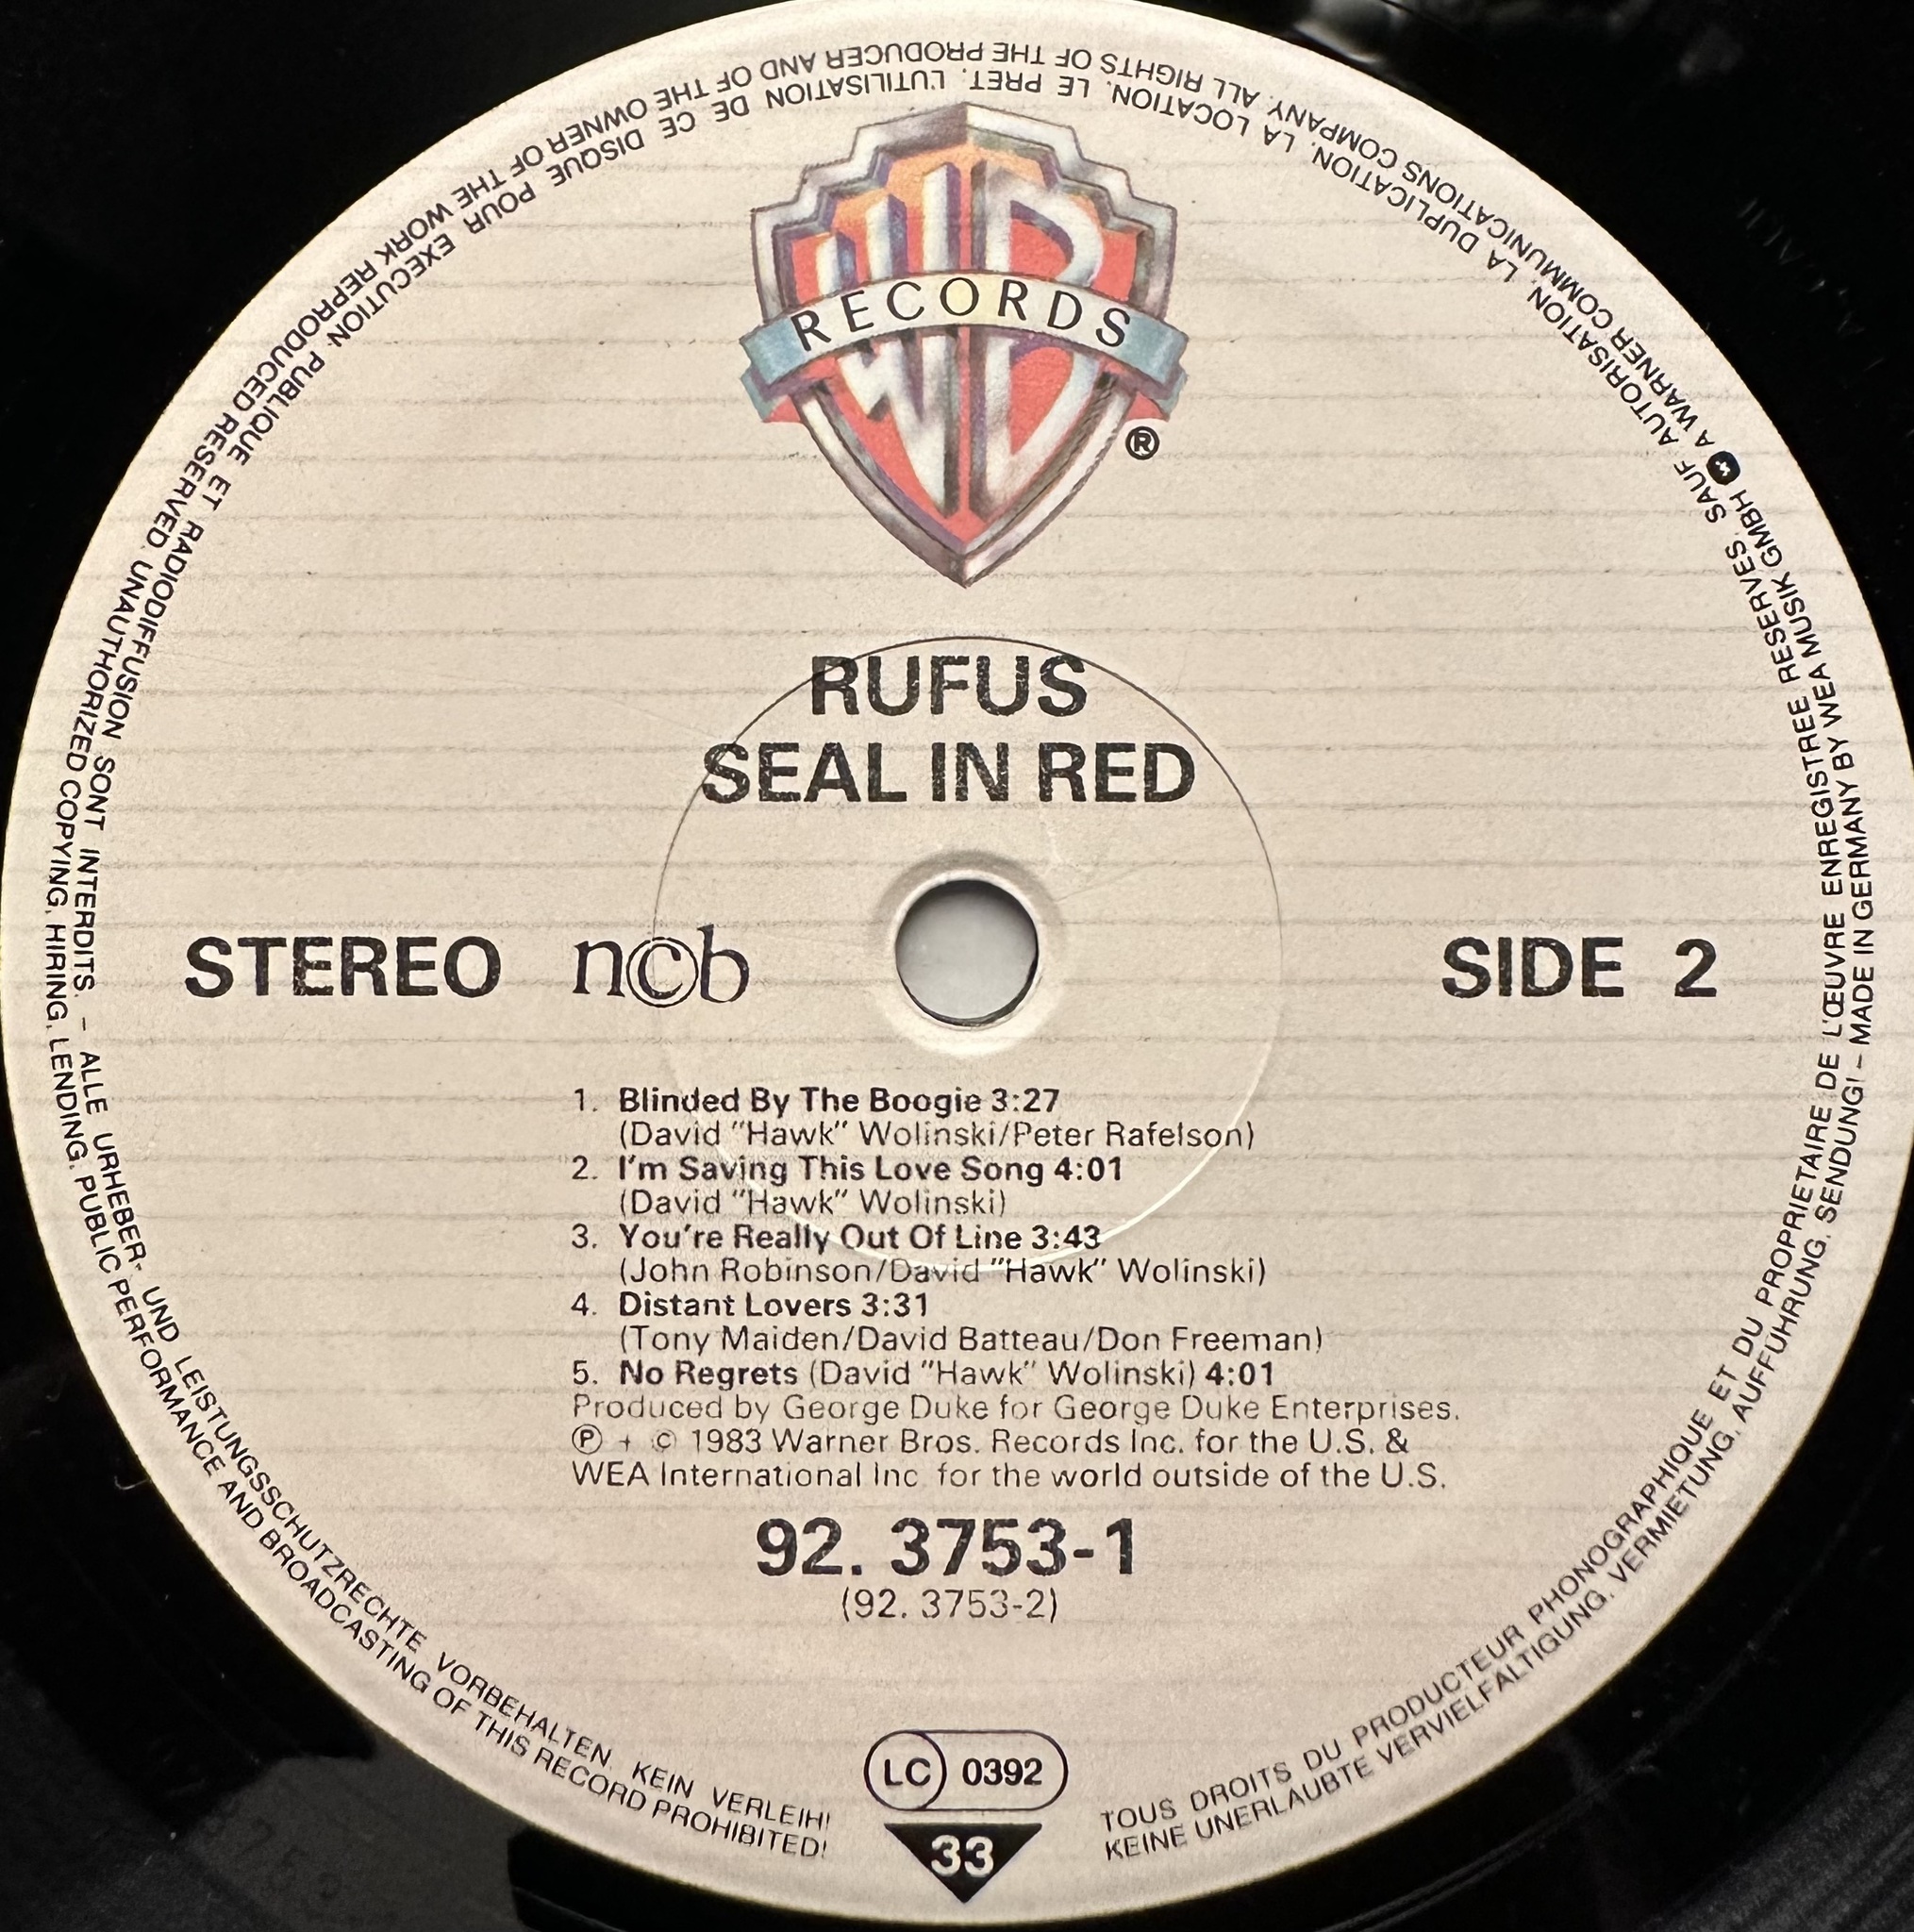 WB
RECORDS
®
RUFUS
SEAL IN RED
STEREO n©b
SIDE 2
1. Blinded By The Boogie 3:27
(David "Hawk" Wolinski/Peter Rafelson)
2. I'm Saving This Love Song 4:01
(David "Hawk" Wolinski)
3. You're Really Out Of Line 3:43
(John Robinson/David "Hawk" Wolinski)
4. Distant Lovers 3:31
(Tony Maiden/David Batteau/Don Freeman)
5. No Regrets (David "Hawk" Wolinski) 4:01
Produced by George Duke for George Duke Enterprises.
℗ + © 1983 Warner Bros. Records Inc. for the U.S. &
WEA International Inc. for the world outside of the U.S.
92. 3753-1
(92. 3753-2)
LC 0392
33
TOUS DROITS DU PRODUCTEUR PHONOGRAPHIQUE ET DU PROPRIETAIRE DE L'ŒUVRE ENREGISTREE RESERVES. SAUF AUTORISATION, LA DUPLICATION, LA LOCATION, LE PRET, L'UTILISATION DE CE DISQUE POUR EXECUTION PUBLIQUE ET RADIODIFFUSION SONT INTERDITS. – ALLE URHEBER- UND LEISTUNGSSCHUTZRECHTE VORBEHALTEN. KEIN VERLEIH!
KEINE UNERLAUBTE VERVIELFÄLTIGUNG, VERMIETUNG, AUFFÜHRUNG, SENDUNG! – MADE IN GERMANY BY WEA MUSIK GMBH A WARNER COMMUNICATIONS COMPANY. ALL RIGHTS OF THE PRODUCER AND OF THE OWNER OF THE WORK REPRODUCED RESERVED. UNAUTHORIZED COPYING, HIRING, LENDING, PUBLIC PERFORMANCE AND BROADCASTING OF THIS RECORD PROHIBITED!